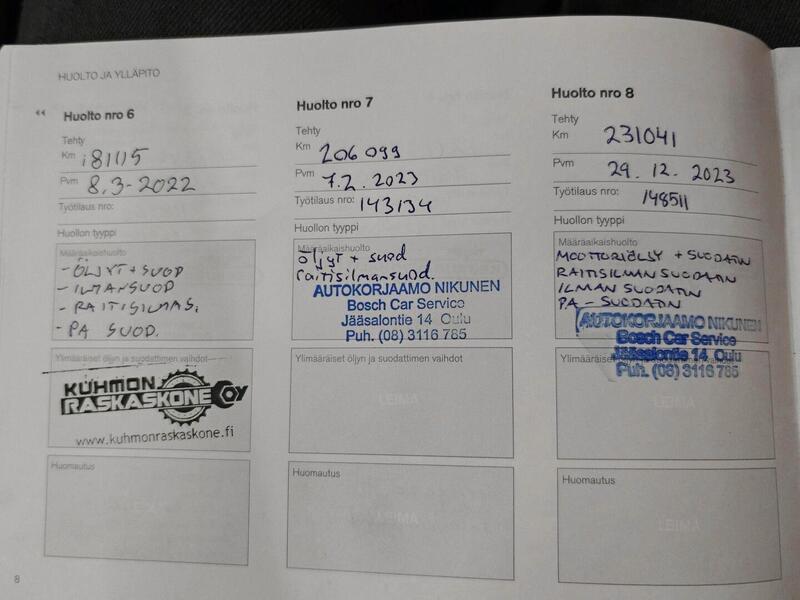 HUOLTO JA YLLÄPITO
Huolto nro 6
Tehty
Km 181115
Pvm 8.3-2022
Työtilaus nro:
Huollon tyyppi
Määräaikaishuolto
- ÖLJYT + SUOD
- ILMANSUOD
- RAITISILMAS.
- PA SUOD.
Ylimääräiset öljyn ja suodattimen vaihdot
KUHMON
RASKASKONE OY
www.kuhmonraskaskone.fi
Huomautus
8
Huolto nro 7
Tehty
Km 206099
Pvm 7.2.2023
Työtilaus nro: 143134
Huollon tyyppi
Määräaikaishuolto
öljyt + suod
raitisilmansuod.
AUTOKORJAAMO NIKUNEN
Bosch Car Service
Jääsalontie 14 Oulu
Puh. (08) 3116 785
Ylimääräiset öljyn ja suodattimen vaihdot
LEIMA
Huomautus
LEIMA
Huolto nro 8
Tehty
Km 231041
Pvm 29.12.2023
Työtilaus nro: 148511
Huollon tyyppi
Määräaikaishuolto
MOOTTORIÖLJY + SUODATIN
RAITISILMAN SUODATIN
ILMAN SUODATIN
PA - SUODATIN
AUTOKORJAAMO NIKUNEN
Bosch Car Service
Jääsalontie 14 Oulu
Puh. (08) 3116 785
Ylimääräiset öljyn ja suodattimen vaihdot
LEIMA
Huomautus
LEIMA